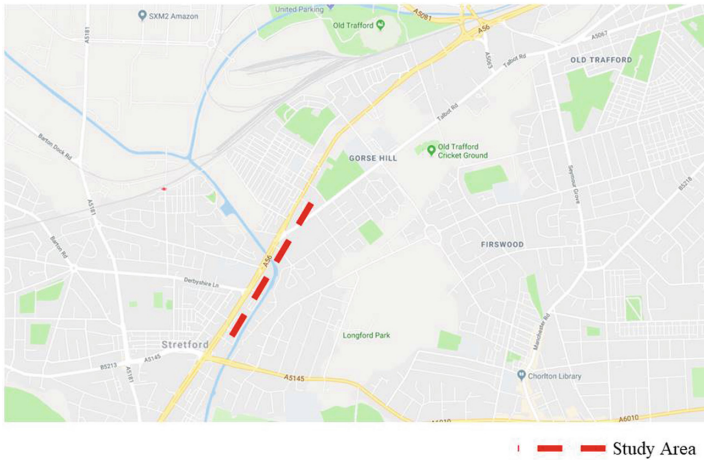 United Parking
SXM2 Amazon
Old Trafford
A5081
A56
A5181
A5063
Talbot Rd
A5067
OLD TRAFFORD
Talbot Rd
Barton Dock Rd
GORSE HILL
Old Trafford
Cricket Ground
Seymour Grove
B5218
A5181
Barton Rd
A56
FIRSWOOD
Derbyshire Ln
Stretford
Longford Park
Manchester Rd
B5213
A5145
A5181
A5145
Chorlton Library
A6010
A6010
Study Area